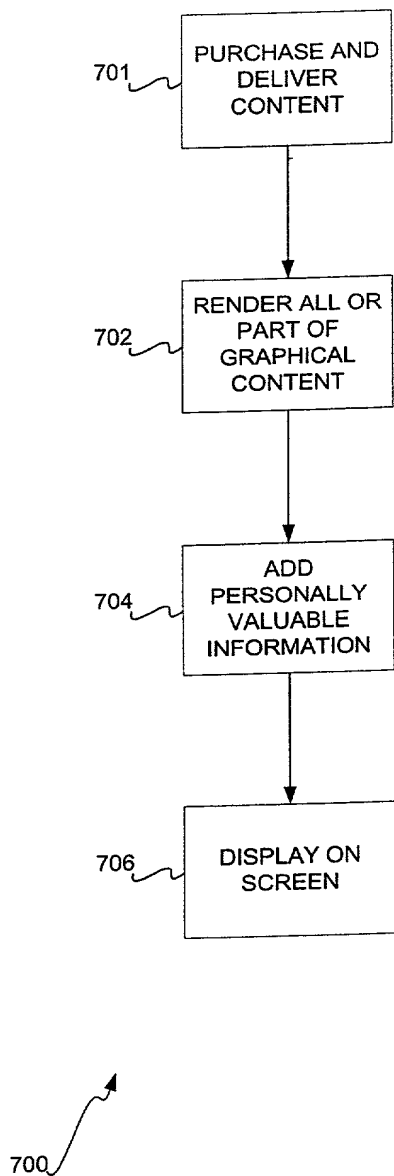 701
PURCHASE AND
DELIVER
CONTENT
702
RENDER ALL OR
PART OF
GRAPHICAL
CONTENT
704
ADD
PERSONALLY
VALUABLE
INFORMATION
706
DISPLAY ON
SCREEN
700